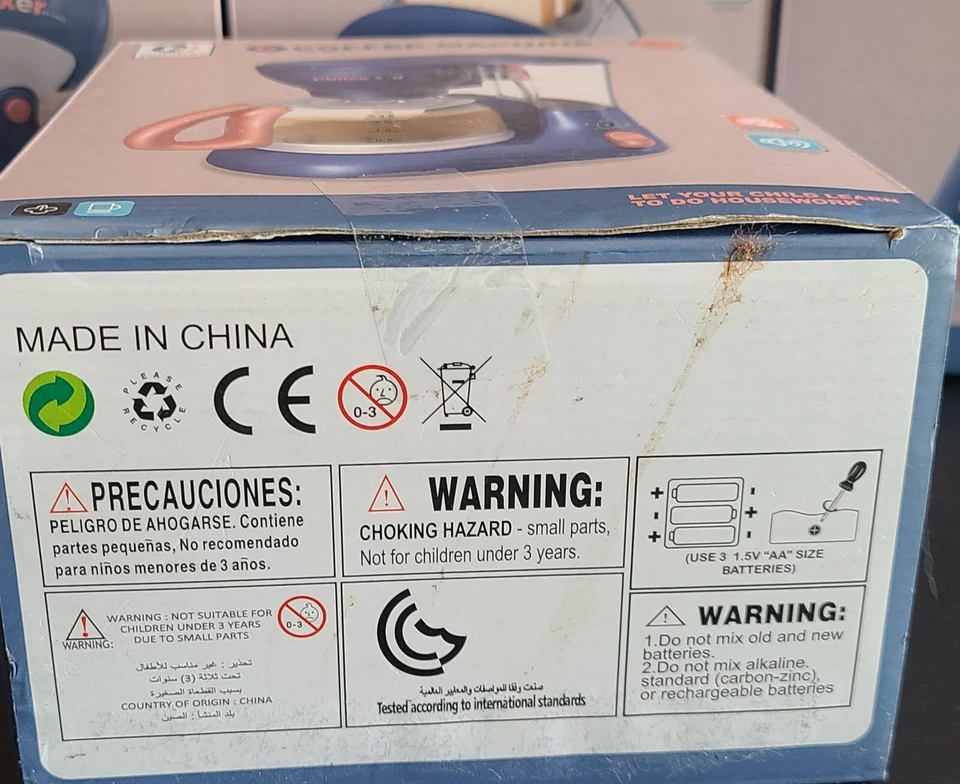 COFFEE MACHINE
LET YOUR CHILD LEARN
TO DO HOUSEWORK
MADE IN CHINA
PLEASE
RECYCLE
CE
0-3
PRECAUCIONES:
PELIGRO DE AHOGARSE. Contiene
partes pequeñas, No recomendado
para niños menores de 3 años.
WARNING:
CHOKING HAZARD - small parts,
Not for children under 3 years.
(USE 3 1.5V “AA” SIZE
BATTERIES)
WARNING:
WARNING : NOT SUITABLE FOR
CHILDREN UNDER 3 YEARS
DUE TO SMALL PARTS
0-3
تحذير : غير مناسب للأطفال
تحت ثلاثة (3) سنوات
بسبب القطعاة الصغيرة
COUNTRY OF ORIGIN : CHINA
بلد المنشأ : الصين
صنعت وفقا للمواصفات والمعايير العالمية
Tested according to international standards
WARNING:
1.Do not mix old and new
batteries.
2.Do not mix alkaline.
standard (carbon-zinc),
or rechargeable batteries